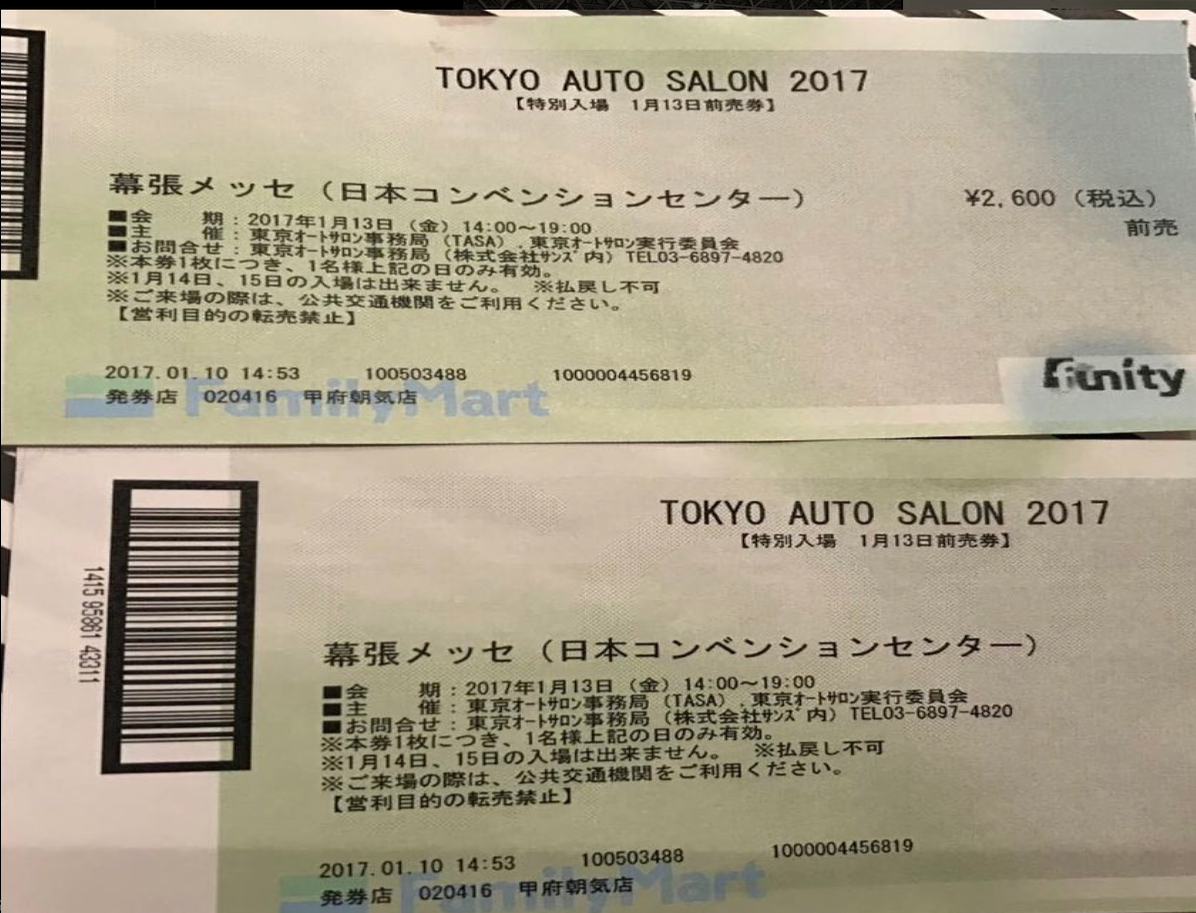 TOKYO AUTO SALON 2017
【特別入場 1月13日前売券】
幕張メッセ（日本コンベンションセンター）
¥2,600（税込）
前売
■会 期：2017年1月13日（金）14:00～19:00
■主 催：東京ｵｰﾄｻﾛﾝ事務局（TASA）．東京ｵｰﾄｻﾛﾝ実行委員会
■お問合せ：東京ｵｰﾄｻﾛﾝ事務局（株式会社ｻﾝｽﾞ内）TEL03-6897-4820
※本券1枚につき、1名様上記の日のみ有効。
※1月14日、15日の入場は出来ません。 ※払戻し不可
※ご来場の際は、公共交通機関をご利用ください。
【営利目的の転売禁止】
2017.01.10 14:53 100503488 1000004456819
発券店 020416 甲府朝気店
FamilyMart
finity
1415 95861 43311
TOKYO AUTO SALON 2017
【特別入場 1月13日前売券】
幕張メッセ（日本コンベンションセンター）
■会 期：2017年1月13日（金）14:00～19:00
■主 催：東京ｵｰﾄｻﾛﾝ事務局（TASA）．東京ｵｰﾄｻﾛﾝ実行委員会
■お問合せ：東京ｵｰﾄｻﾛﾝ事務局（株式会社ｻﾝｽﾞ内）TEL03-6897-4820
※本券1枚につき、1名様上記の日のみ有効。
※1月14日、15日の入場は出来ません。 ※払戻し不可
※ご来場の際は、公共交通機関をご利用ください。
【営利目的の転売禁止】
2017.01.10 14:53 100503488 1000004456819
発券店 020416 甲府朝気店
FamilyMart